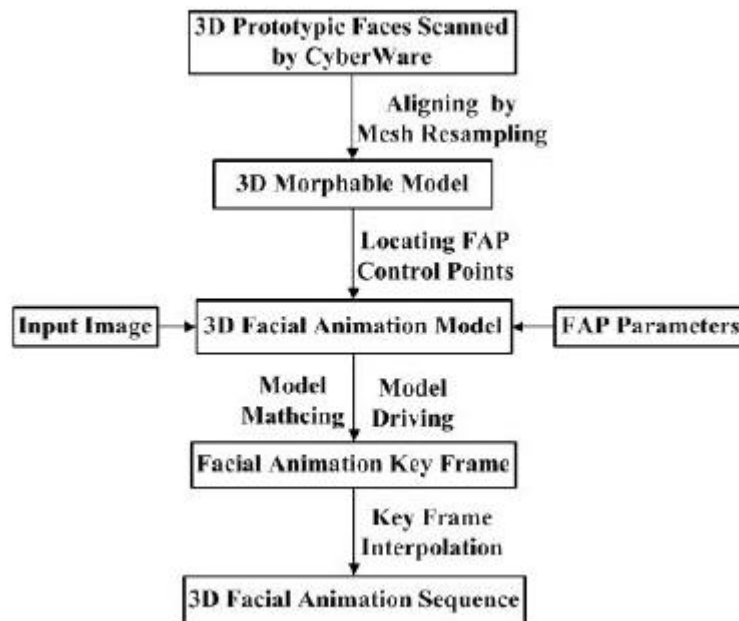 3D Prototypic Faces Scanned
by CyberWare
Aligning by
Mesh Resampling
3D Morphable Model
Locating FAP
Control Points
Input Image
3D Facial Animation Model
FAP Parameters
Model
Mathcing
Model
Driving
Facial Animation Key Frame
Key Frame
Interpolation
3D Facial Animation Sequence